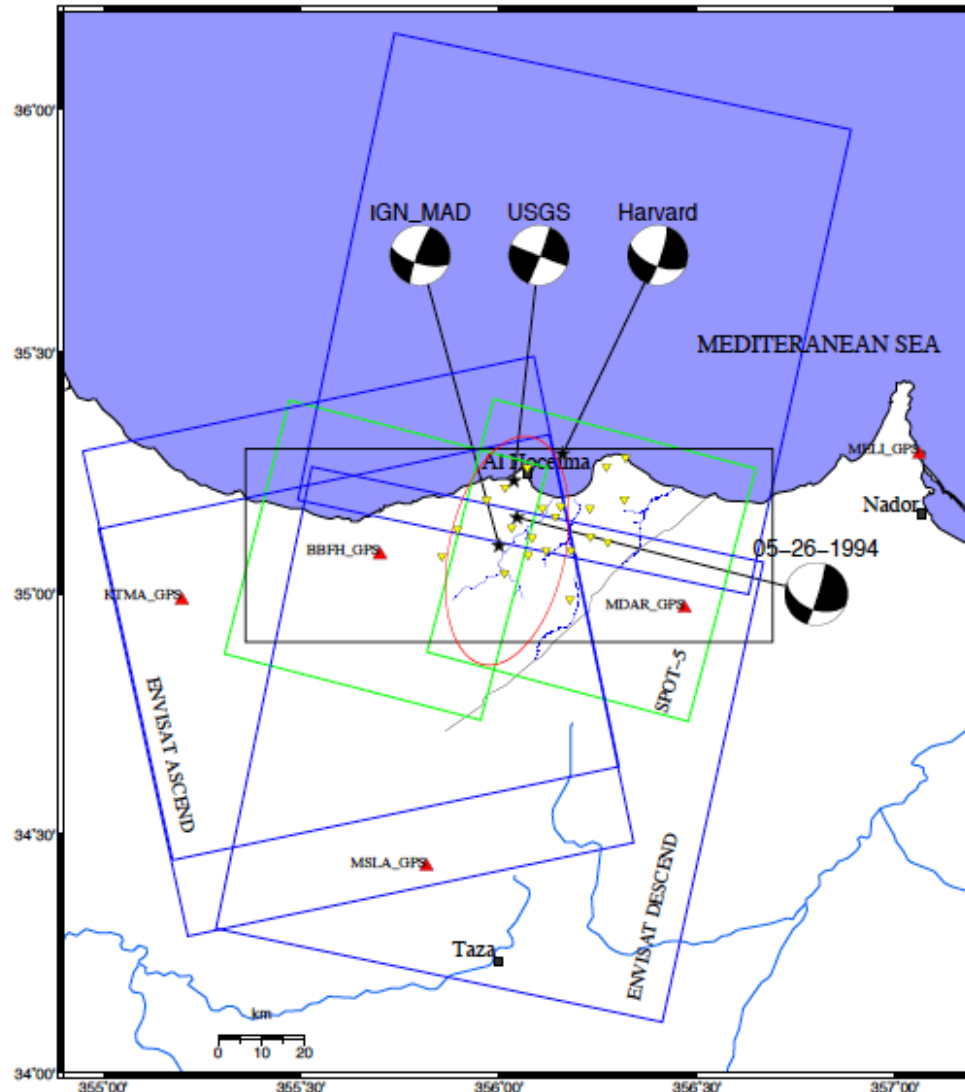 36˚00'
IGN_MAD
USGS
Harvard
35˚30'
MEDITERANEAN SEA
MELI_GPS
Al Hoceima
Nador
BBFH_GPS
05-26-1994
35˚00'
KTMA_GPS
MDAR_GPS
SPOT-5
ENVISAT ASCEND
34˚30'
MSLA_GPS
ENVISAT DESCEND
Taza
km
0 10 20
34˚00'
355˚00' 355˚30' 356˚00' 356˚30' 357˚00'